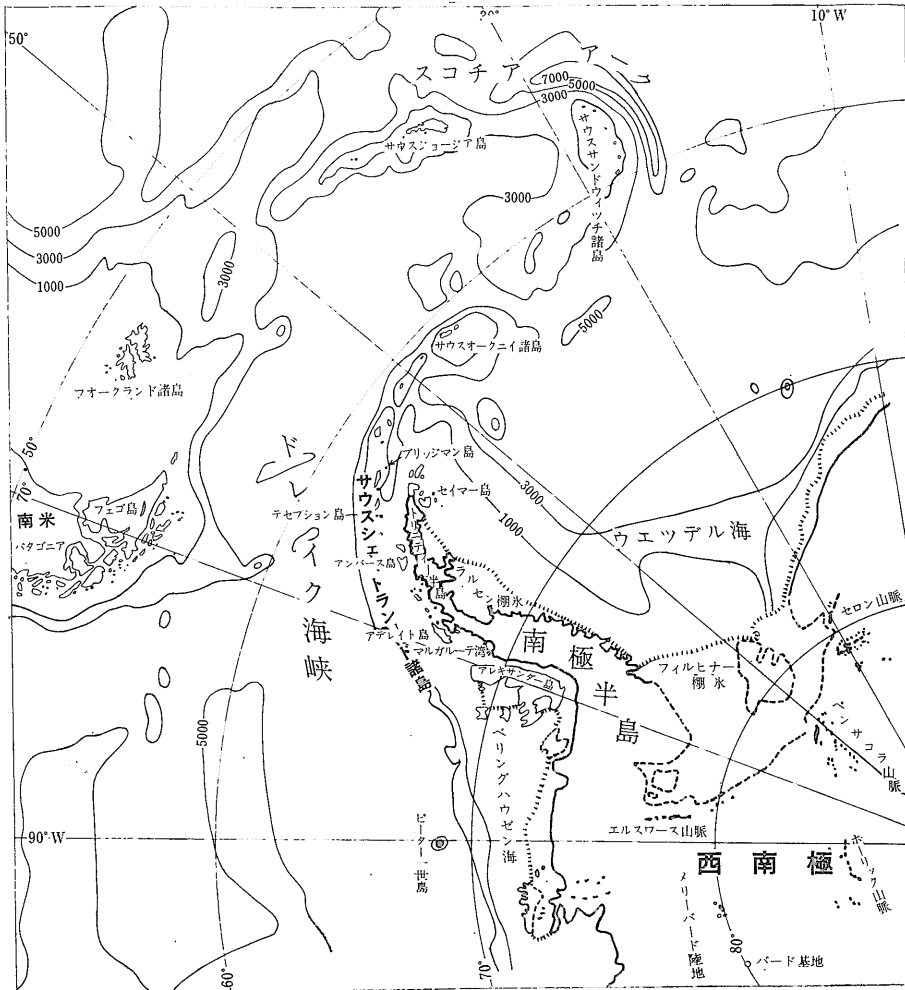 50°
30°
10° W
スコチア アーク
7000
5000
3000
サウスジョージア島
サウスサンドウィッチ諸島
3000
5000
3000
1000
3000
5000
サウスオークニイ諸島
フオークランド諸島
50°
70°
ドレイク海峡
ブリッジマン島
サウスシェトランド諸島
セイマー島
3000
1000
南米
フェゴ島
パタゴニア
テセプション島
ウエッデル海
アンバース島
トリニティー半島
ラルセン棚氷
セロン山脈
アデレイト島
マルガルーテ湾
南極半島
フィルヒナー棚氷
アレキサンダー島
ペンサコラ山脈
5000
ベリングハウゼン海
エルスワース山脈
90° W
ピーター一世島
西南極
ホーリック山脈
メリーバード陸地
バード基地
60°
70°
80°